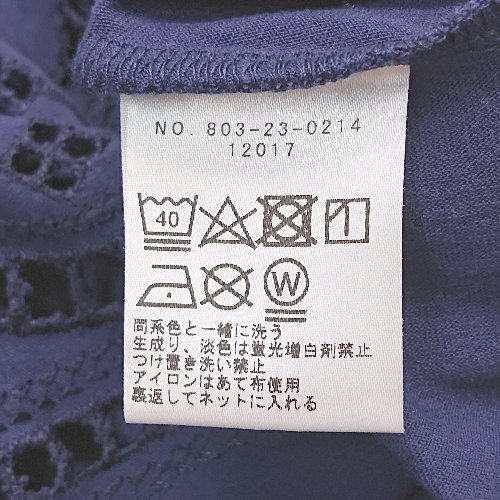 NO. 803-23-0214
12017
40
W
同系色と一緒に洗う
生成り、淡色は蛍光増白剤禁止
つけ置き洗い禁止
アイロンはあて布使用
裏返してネットに入れる